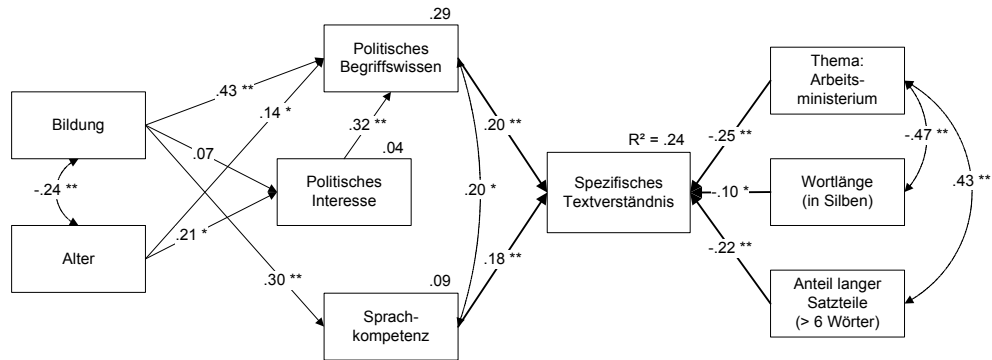 .29
Politisches
Begriffswissen
Thema:
Arbeits-
ministerium
Bildung
.43 **
.14 *
.32 **
.04
.20 **
R² = .24
-.25 **
-.47 **
.07
-.24 **
Politisches
Interesse
.20 *
Spezifisches
Textverständnis
-.10 *
Wortlänge
(in Silben)
.43 **
Alter
.21 *
.30 **
.18 **
-.22 **
.09
Sprach-
kompetenz
Anteil langer
Satzteile
(> 6 Wörter)